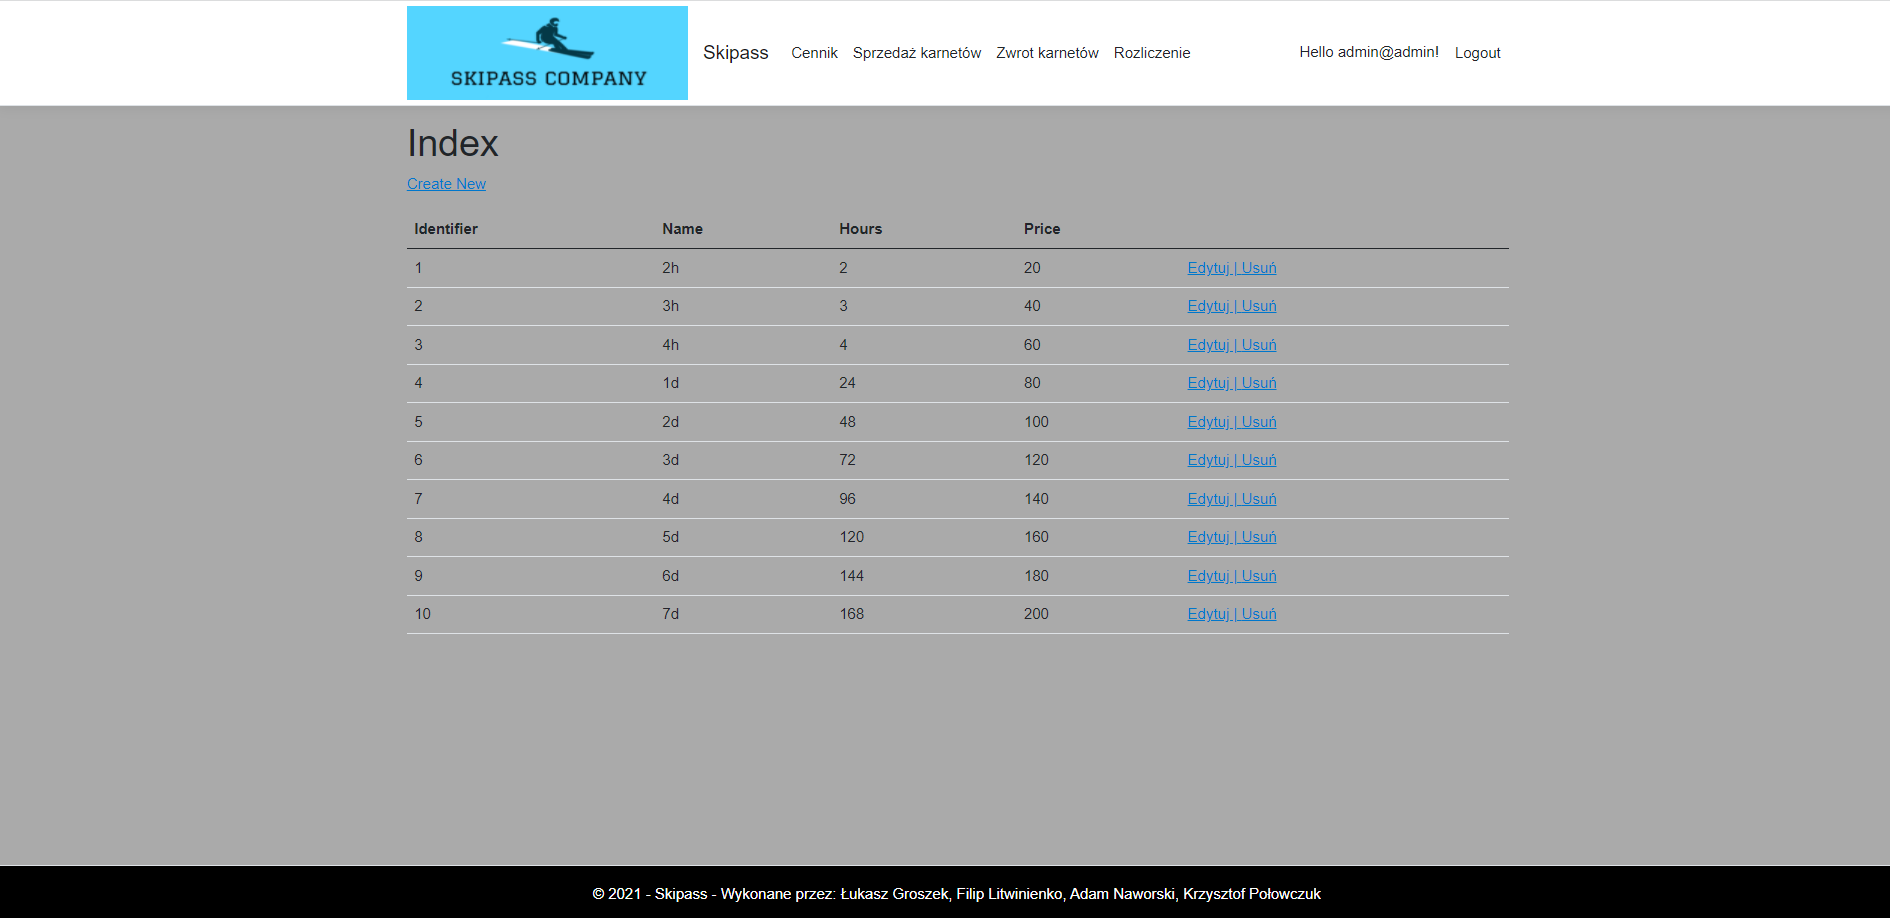 SKIPASS COMPANY
Skipass Cennik Sprzedaż karnetów Zwrot karnetów Rozliczenie Hello admin@admin! Logout
Index
Create New
Identifier Name Hours Price
1 2h 2 20 Edytuj | Usuń
2 3h 3 40 Edytuj | Usuń
3 4h 4 60 Edytuj | Usuń
4 1d 24 80 Edytuj | Usuń
5 2d 48 100 Edytuj | Usuń
6 3d 72 120 Edytuj | Usuń
7 4d 96 140 Edytuj | Usuń
8 5d 120 160 Edytuj | Usuń
9 6d 144 180 Edytuj | Usuń
10 7d 168 200 Edytuj | Usuń
© 2021 - Skipass - Wykonane przez: Łukasz Groszek, Filip Litwinienko, Adam Naworski, Krzysztof Połowczuk